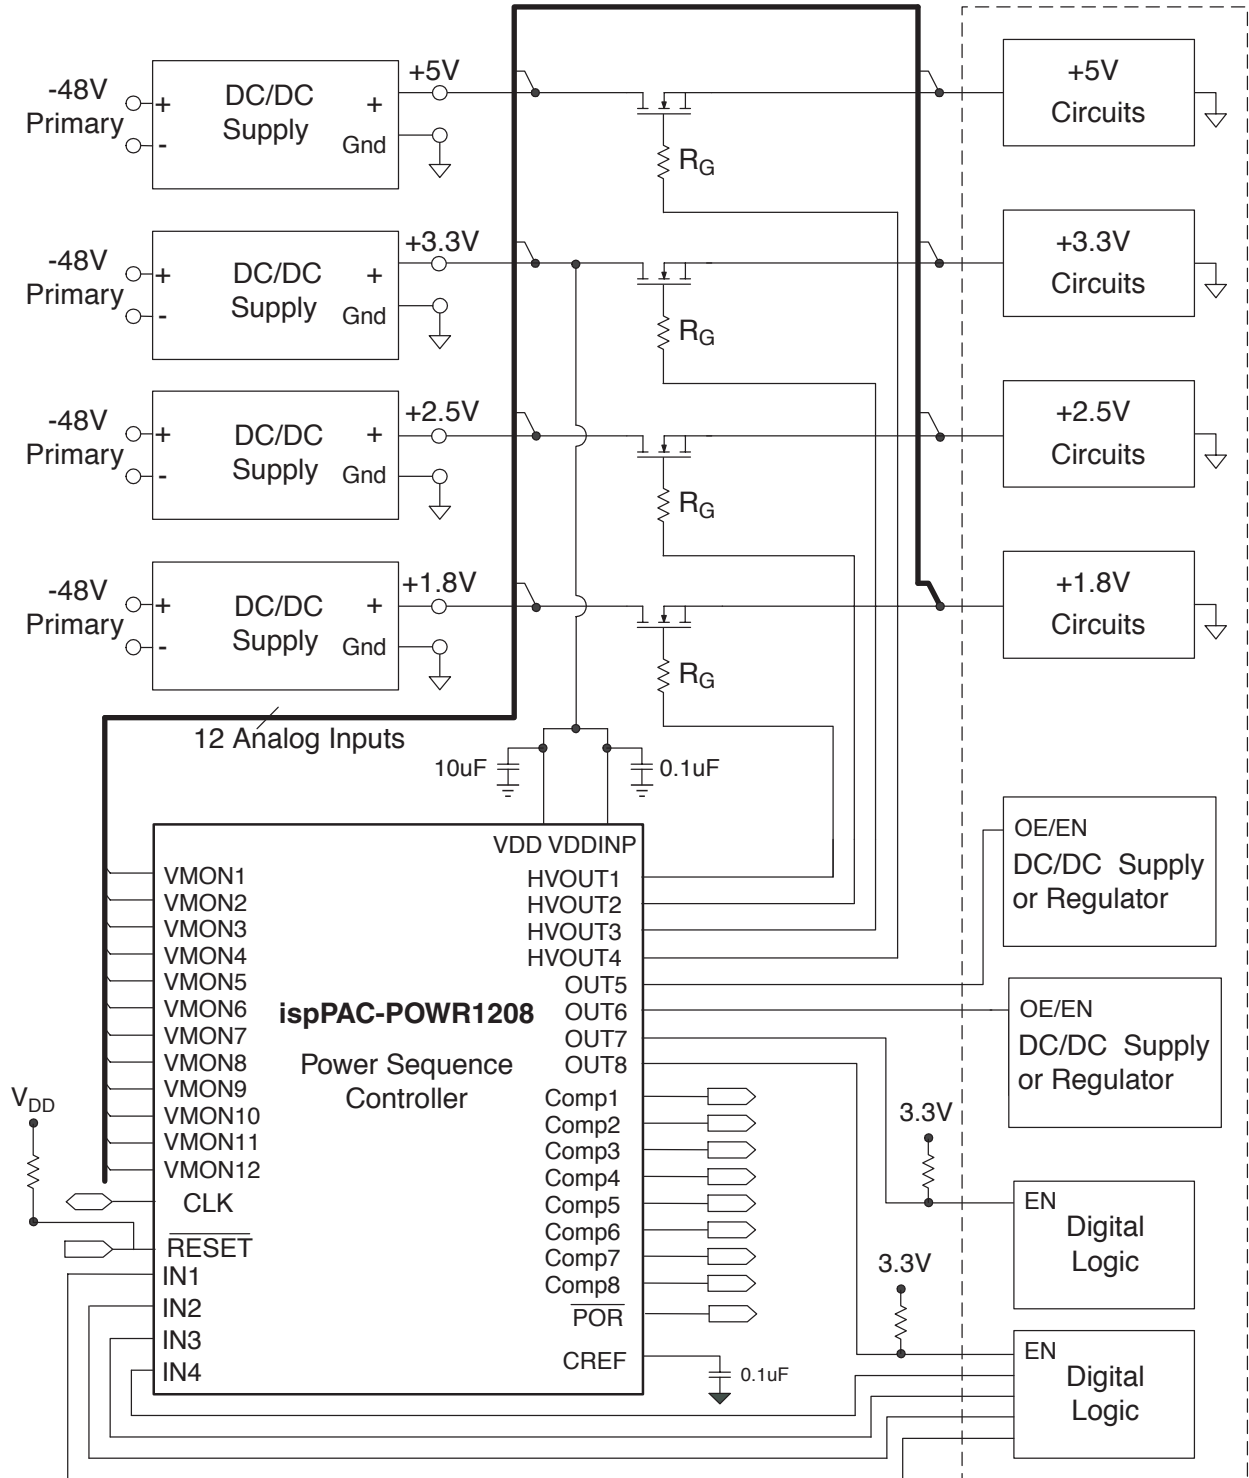 +5V
-48V
Primary
+
-
DC/DC
Supply
+
Gnd
RG
+5V
Circuits
+3.3V
-48V
Primary
+
-
DC/DC
Supply
+
Gnd
RG
+3.3V
Circuits
+2.5V
-48V
Primary
+
-
DC/DC
Supply
+
Gnd
RG
+2.5V
Circuits
+1.8V
-48V
Primary
+
-
DC/DC
Supply
+
Gnd
RG
+1.8V
Circuits
12 Analog Inputs
10uF
0.1uF
VDD VDDINP
VMON1
VMON2
VMON3
VMON4
VMON5
VMON6
VMON7
VMON8
VMON9
VMON10
VMON11
VMON12
CLK
RESET
IN1
IN2
IN3
IN4
VDD
ispPAC-POWR1208
Power Sequence
Controller
HVOUT1
HVOUT2
HVOUT3
HVOUT4
OUT5
OUT6
OUT7
OUT8
Comp1
Comp2
Comp3
Comp4
Comp5
Comp6
Comp7
Comp8
POR
CREF
0.1uF
OE/EN
DC/DC Supply
or Regulator
OE/EN
DC/DC Supply
or Regulator
3.3V
EN
Digital
Logic
3.3V
EN
Digital
Logic